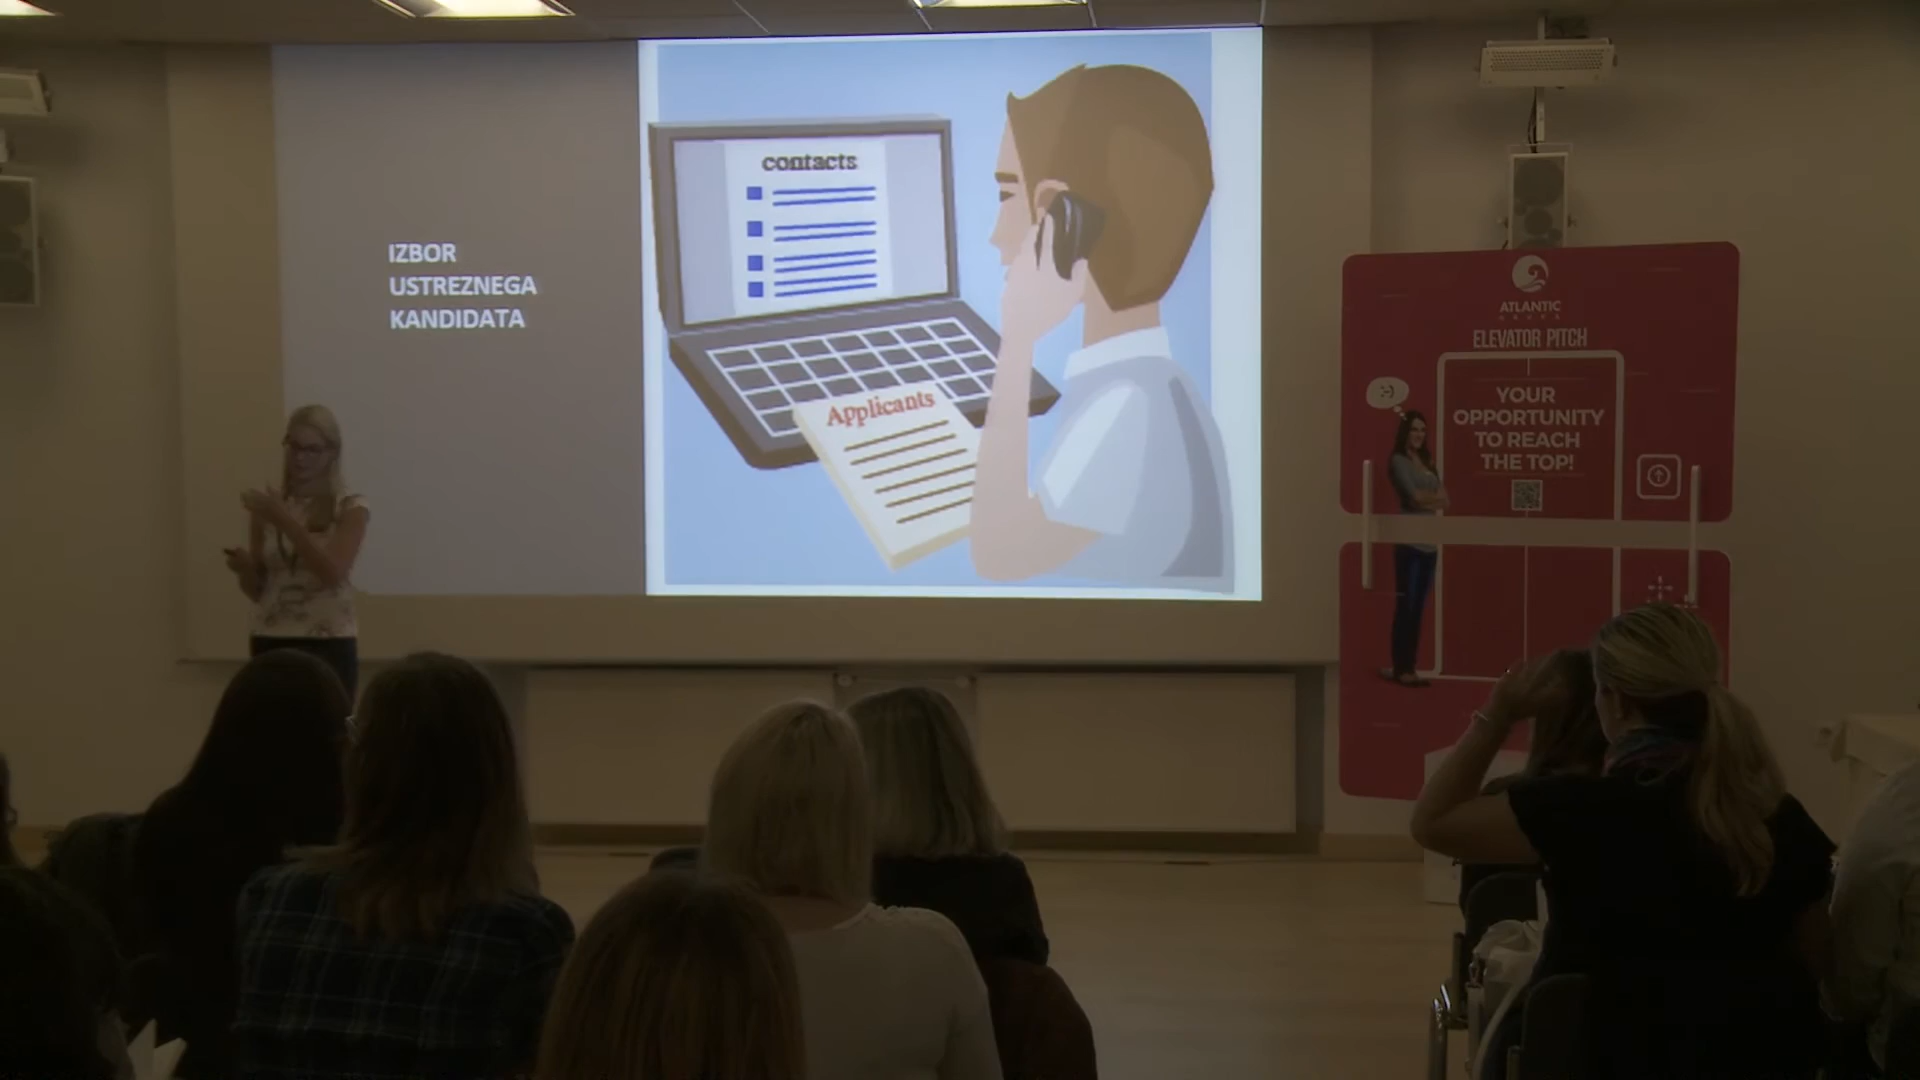 IZBOR
USTREZNEGA
KANDIDATA
contacts
Applicants
ATLANTIC
ELEVATOR PITCH
YOUR
OPPORTUNITY
TO REACH
THE TOP!